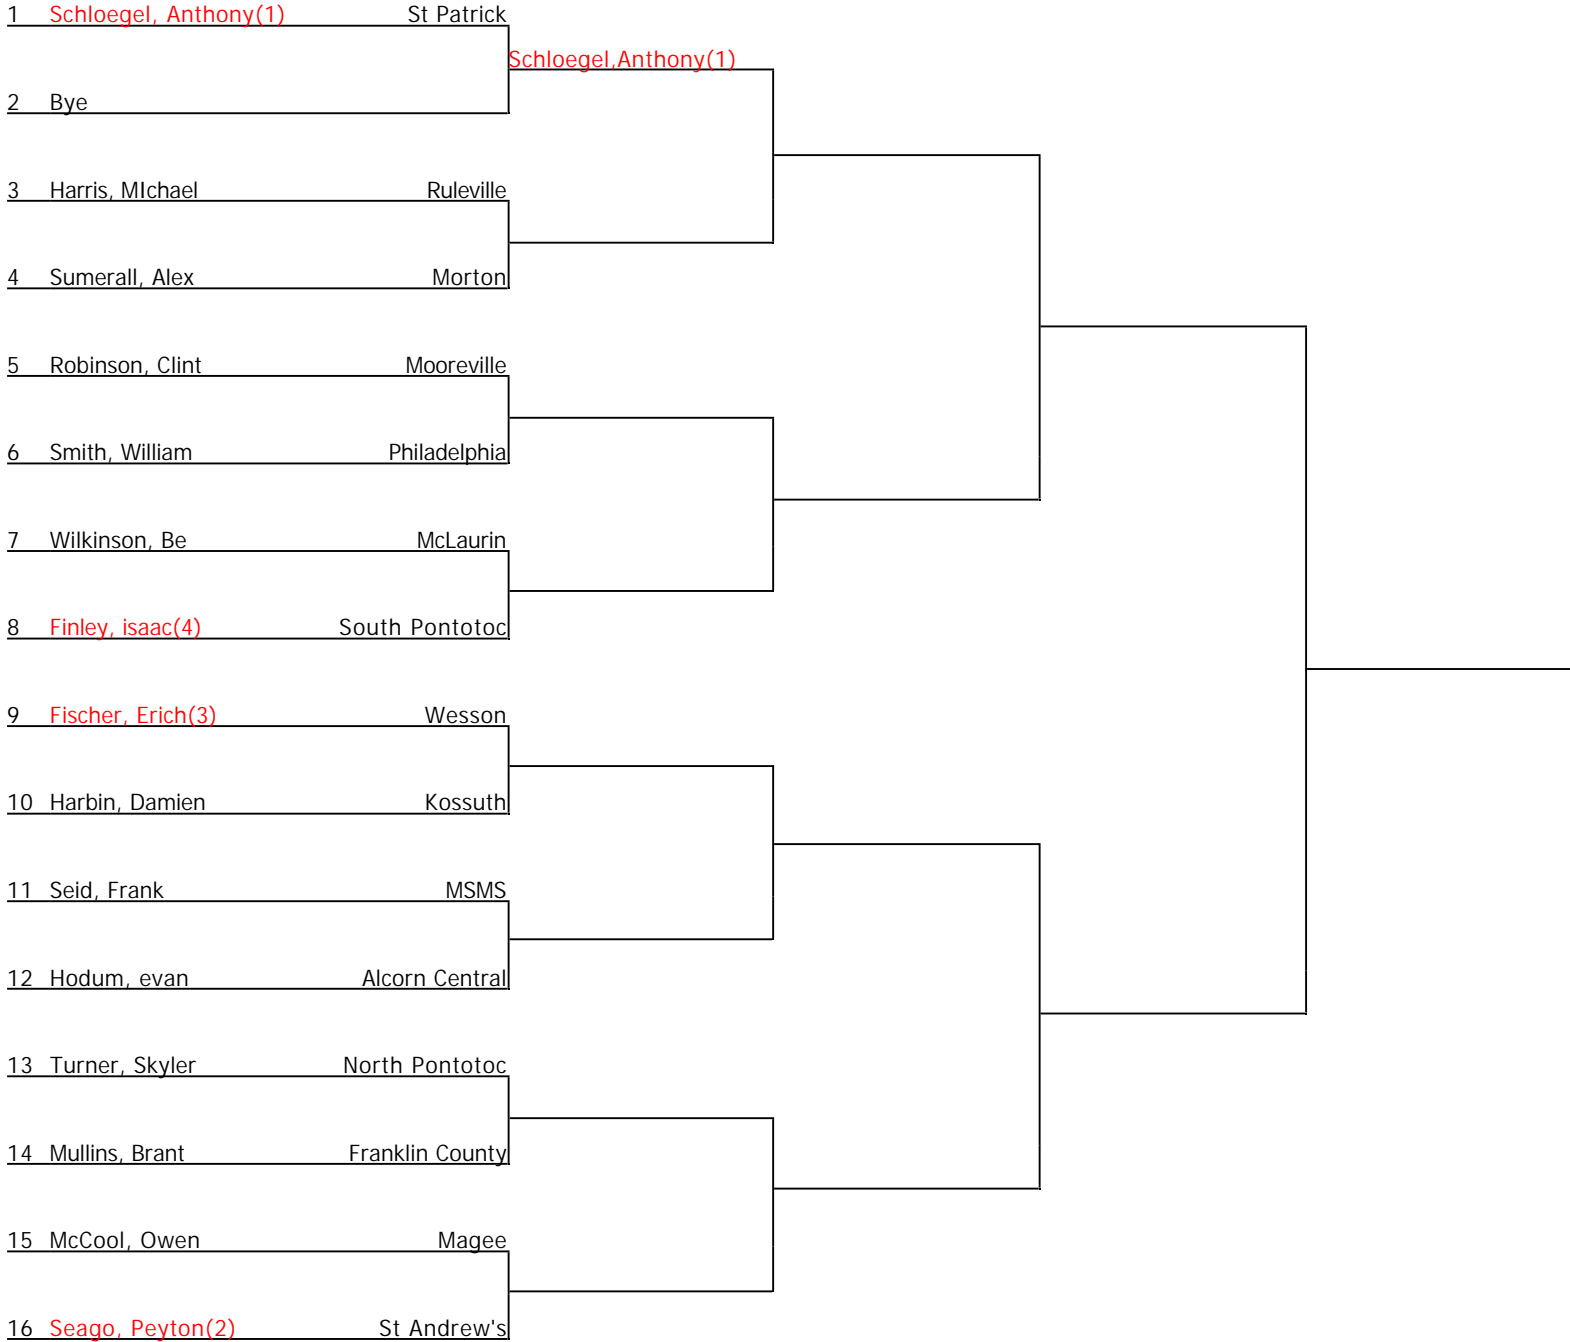 1 Schloegel, Anthony(1) St Patrick
Schloegel,Anthony(1)
2 Bye
3 Harris, MIchael Ruleville
4 Sumerall, Alex Morton
5 Robinson, Clint Mooreville
6 Smith, William Philadelphia
7 Wilkinson, Be McLaurin
8 Finley, isaac(4) South Pontotoc
9 Fischer, Erich(3) Wesson
10 Harbin, Damien Kossuth
11 Seid, Frank MSMS
12 Hodum, evan Alcorn Central
13 Turner, Skyler North Pontotoc
14 Mullins, Brant Franklin County
15 McCool, Owen Magee
16 Seago, Peyton(2) St Andrew's